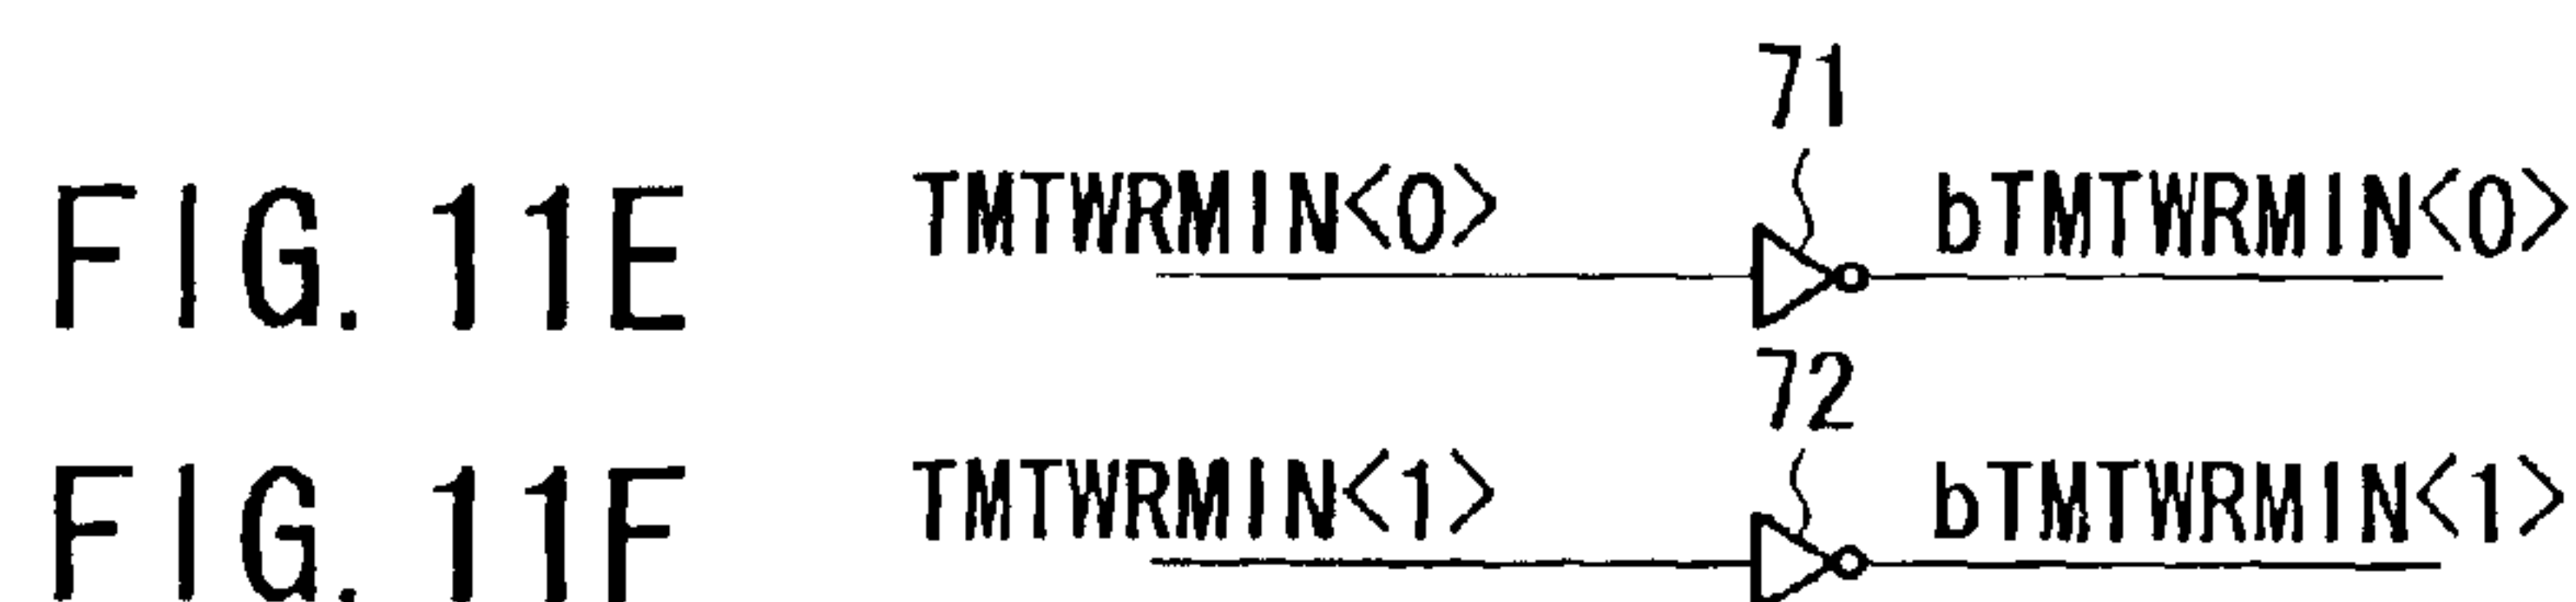 71
FIG. 11E TMTWRMIN<0> bTMTWRMIN<0>
72
FIG. 11F TMTWRMIN<1> bTMTWRMIN<1>